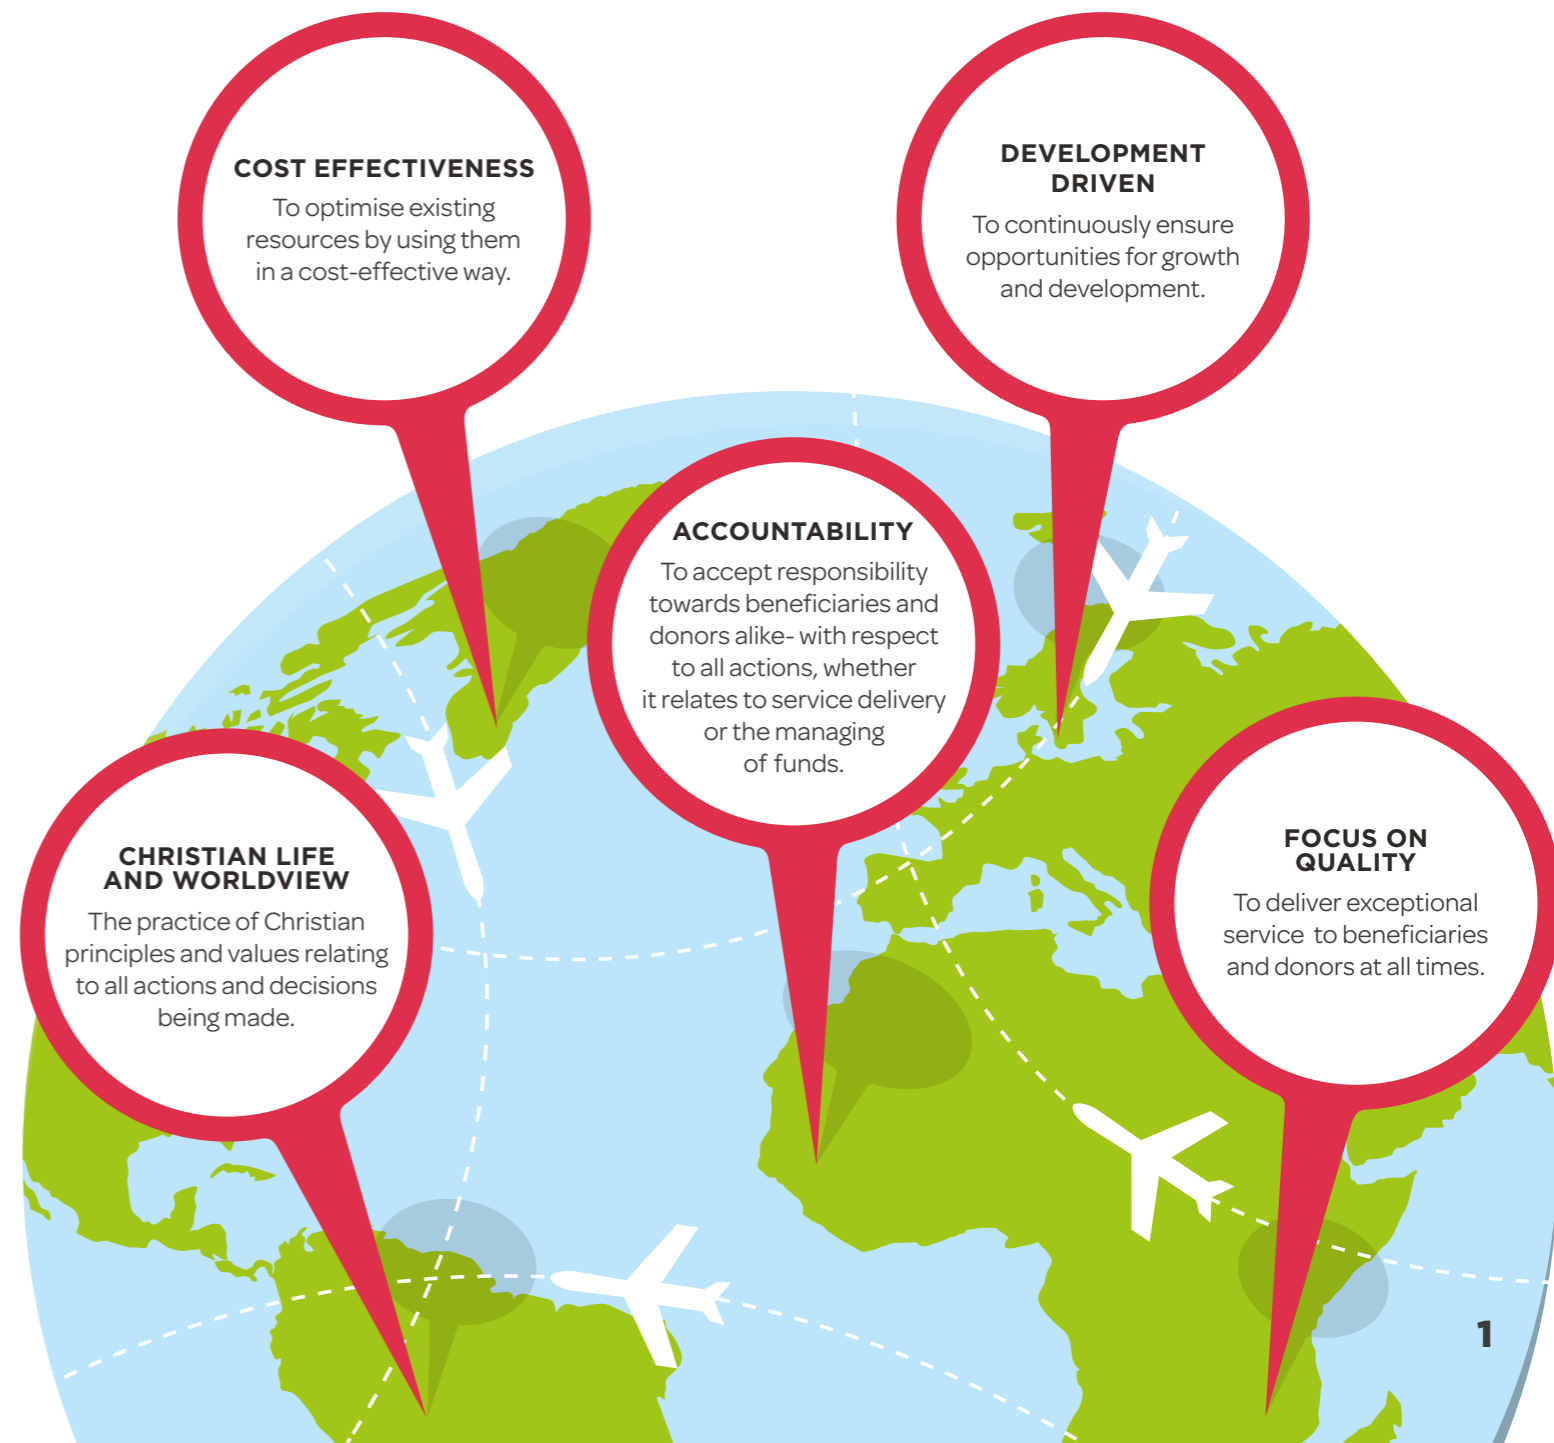 COST EFFECTIVENESS
To optimise existing
resources by using them
in a cost-effective way.
DEVELOPMENT
DRIVEN
To continuously ensure
opportunities for growth
and development.
ACCOUNTABILITY
To accept responsibility
towards beneficiaries and
donors alike- with respect
to all actions, whether
it relates to service delivery
or the managing
of funds.
CHRISTIAN LIFE
AND WORLDVIEW
The practice of Christian
principles and values relating
to all actions and decisions
being made.
FOCUS ON
QUALITY
To deliver exceptional
service to beneficiaries
and donors at all times.
1